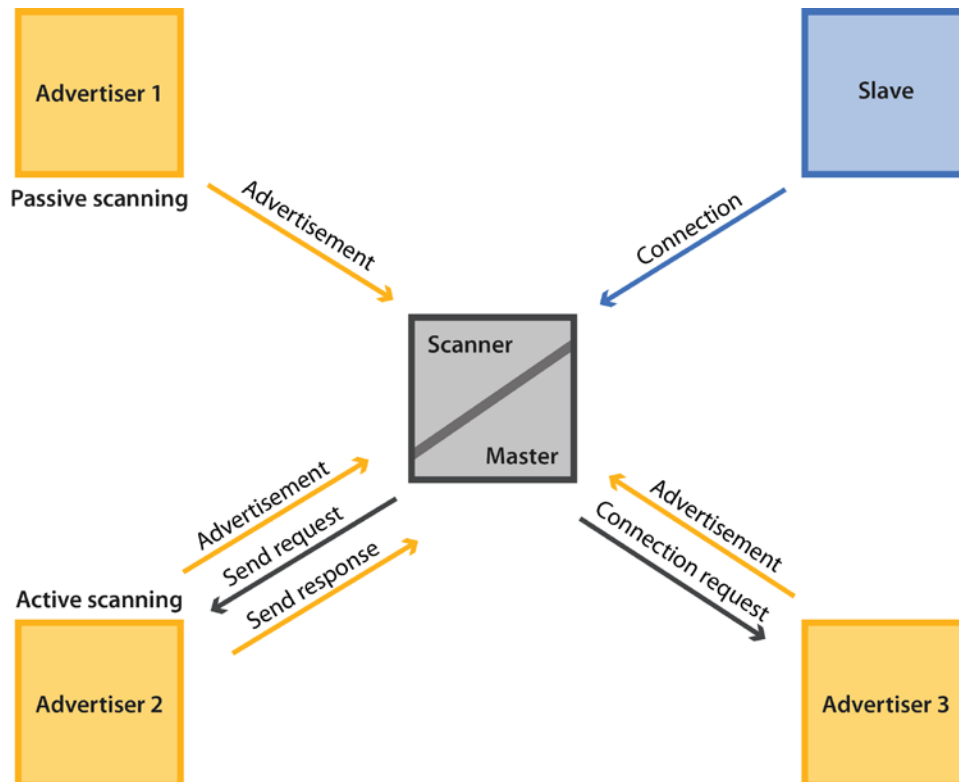 Advertiser 1
Slave
Passive scanning
Advertisement
Connection
Scanner
Master
Advertisement
Send request
Send response
Advertisement
Connection request
Active scanning
Advertiser 2
Advertiser 3